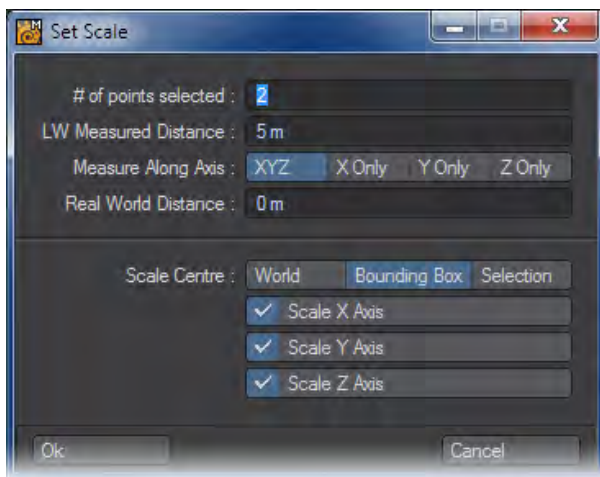 Set Scale
# of points selected : 2
LW Measured Distance : 5 m
Measure Along Axis : XYZ X Only Y Only Z Only
Real World Distance : 0 m
Scale Centre : World Bounding Box Selection
Scale X Axis
Scale Y Axis
Scale Z Axis
Ok Cancel